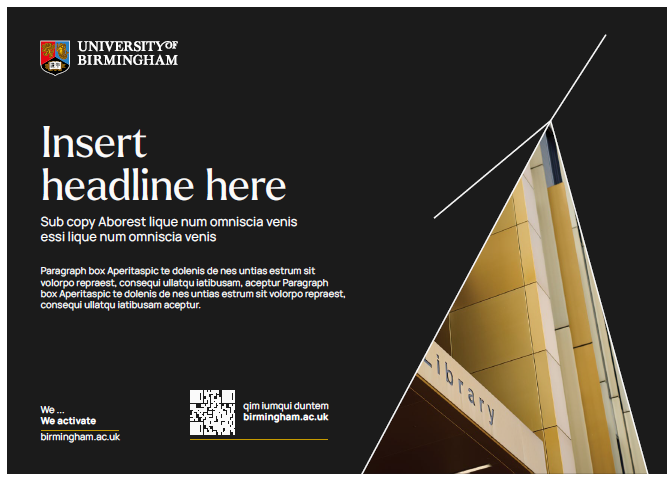 UNIVERSITY OF
BIRMINGHAM
Insert
headline here
Sub copy Aborest lique num omniscia venis
essi lique num omniscia venis
Paragraph box Aperitaspic te dolenis de nes untias estrum sit
volorpo repraest, consequi ullatqu iatibusam, aceptur Paragraph
box Aperitaspic te dolenis de nes untias estrum sit volorpo repraest,
consequi ullatqu iatibusam aceptur.
Library
We ...
We activate
birmingham.ac.uk
qim iumqui duntem
birmingham.ac.uk